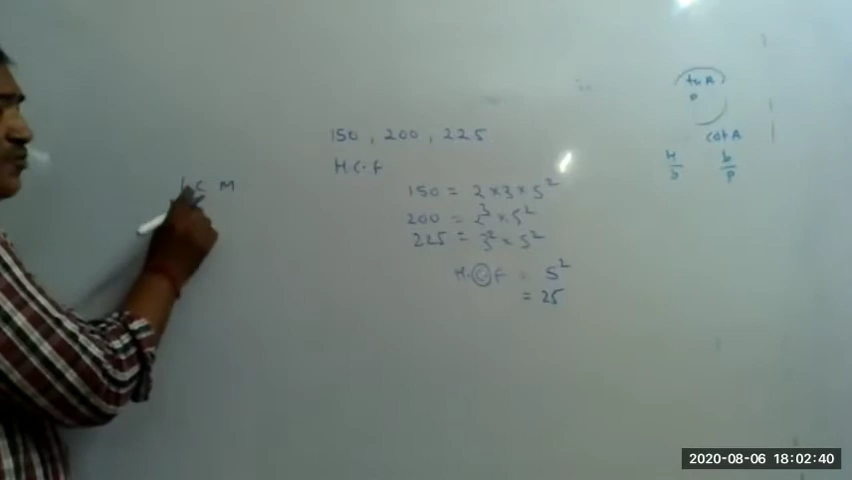 150 , 200 , 225
H.C.F
L C M
150 = 2 × 3 × 5²
200 = 2³ × 5²
225 = 3² × 5²
H.C.F = 5²
= 25
tan A
P
cot A
H/b b/P
2020-08-06 18:02:40